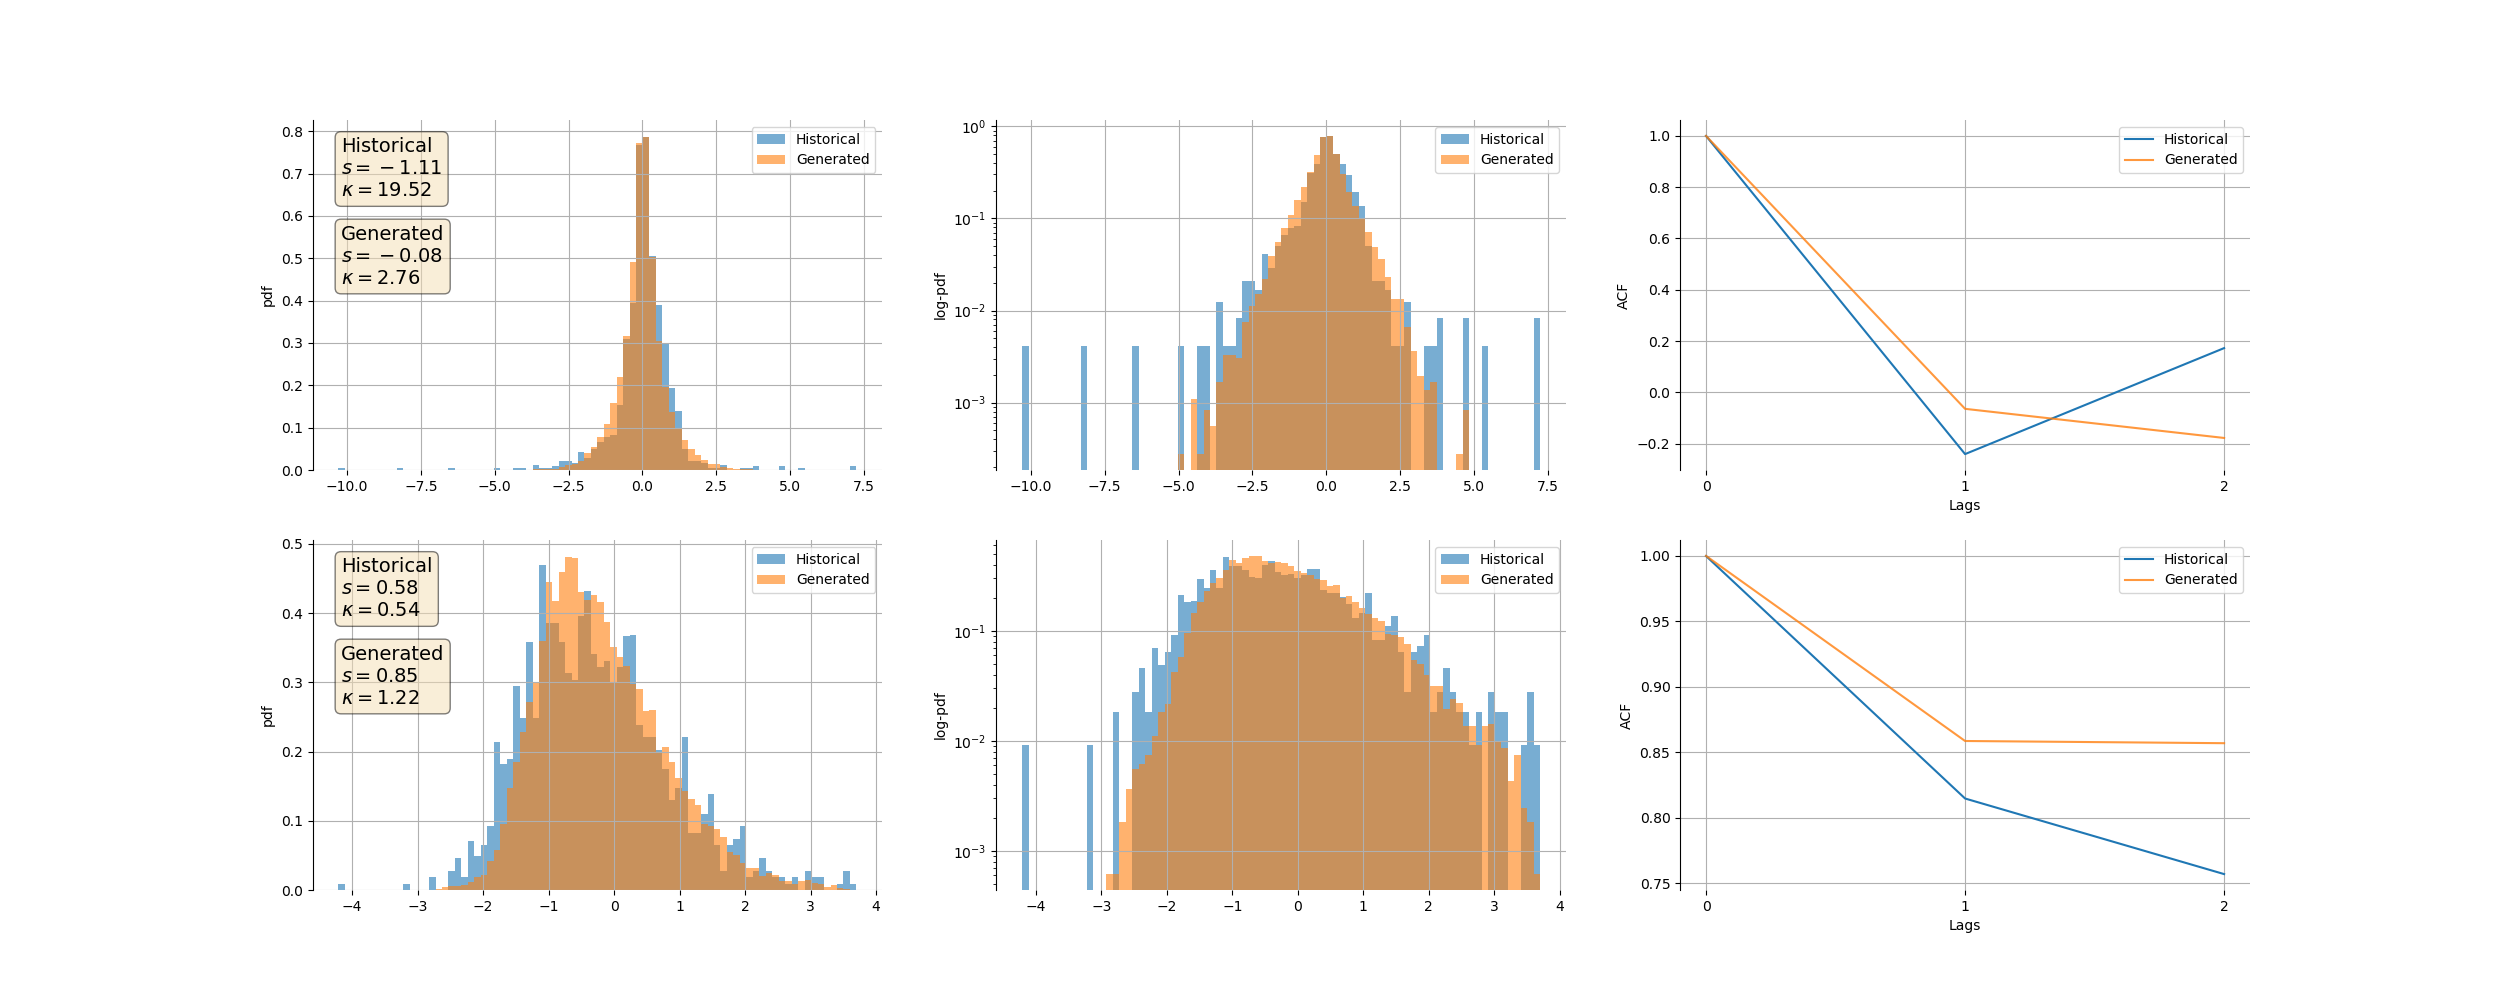 Historical
s = −1.11
κ = 19.52
Generated
s = −0.08
κ = 2.76
Historical
Generated
pdf
0.8
0.7
0.6
0.5
0.4
0.3
0.2
0.1
0.0
−10.0 −7.5 −5.0 −2.5 0.0 2.5 5.0 7.5
Historical
Generated
log-pdf
10^0
10^−1
10^−2
10^−3
−10.0 −7.5 −5.0 −2.5 0.0 2.5 5.0 7.5
Historical
Generated
ACF
1.0
0.8
0.6
0.4
0.2
0.0
−0.2
0 1 2
Lags
Historical
s = 0.58
κ = 0.54
Generated
s = 0.85
κ = 1.22
Historical
Generated
pdf
0.5
0.4
0.3
0.2
0.1
0.0
−4 −3 −2 −1 0 1 2 3 4
Historical
Generated
log-pdf
10^−1
10^−2
10^−3
−4 −3 −2 −1 0 1 2 3 4
Historical
Generated
ACF
1.00
0.95
0.90
0.85
0.80
0.75
0 1 2
Lags